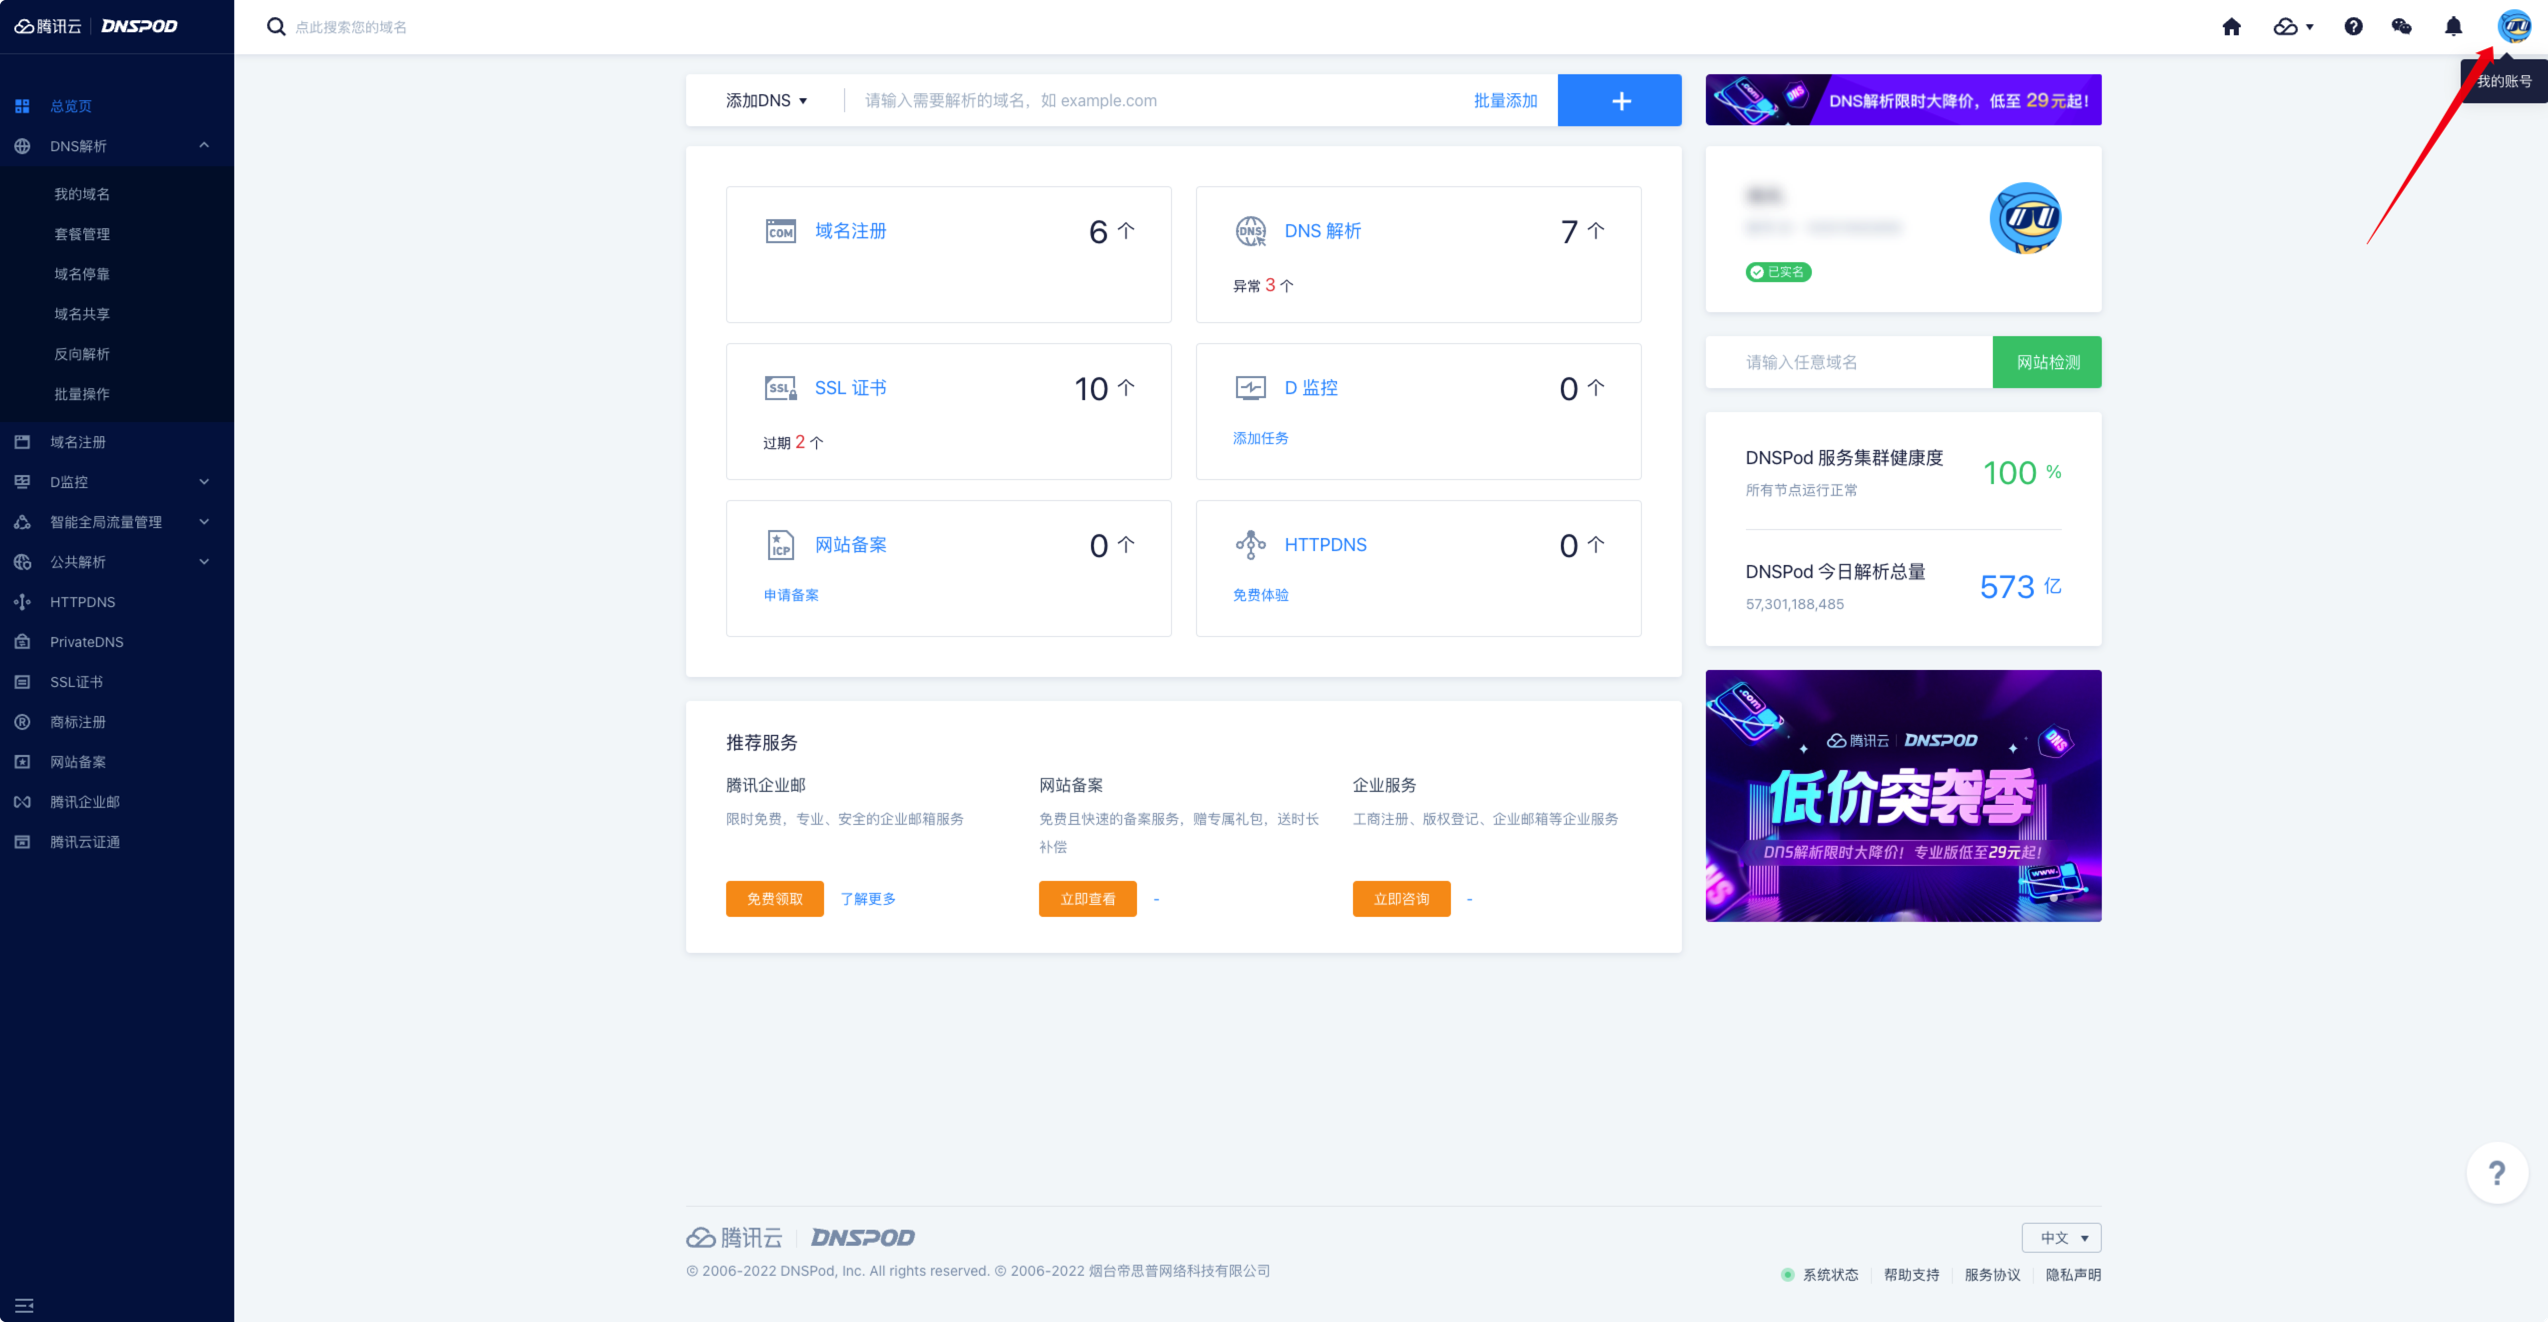 腾讯云 DNSPOD
点此搜索您的域名
我的账号
总览页
DNS解析
我的域名
套餐管理
域名停靠
域名共享
反向解析
批量操作
域名注册
D监控
智能全局流量管理
公共解析
HTTPDNS
PrivateDNS
SSL证书
商标注册
网站备案
腾讯企业邮
腾讯云证通
添加DNS 请输入需要解析的域名，如 example.com 批量添加 +
COM 域名注册 6 个
DNS DNS 解析 7 个
异常 3 个
SSL SSL 证书 10 个
过期 2 个
D 监控 0 个
添加任务
ICP 网站备案 0 个
申请备案
HTTPDNS 0 个
免费体验
推荐服务
腾讯企业邮
限时免费，专业、安全的企业邮箱服务
免费领取 了解更多
网站备案
免费且快速的备案服务，赠专属礼包，送时长
补偿
立即查看 -
企业服务
工商注册、版权登记、企业邮箱等企业服务
立即咨询 -
.com DNS DNS解析限时大降价，低至 29元起！
已实名
请输入任意域名 网站检测
DNSPod 服务集群健康度 100 %
所有节点运行正常
DNSPod 今日解析总量 573 亿
57,301,188,485
.com
腾讯云 DNSPOD DNS
低价突袭季
DNS解析限时大降价！专业版低至29元起！
www.
?
腾讯云 DNSPOD
中文
© 2006-2022 DNSPod, Inc. All rights reserved. © 2006-2022 烟台帝思普网络科技有限公司
系统状态 帮助支持 服务协议 隐私声明